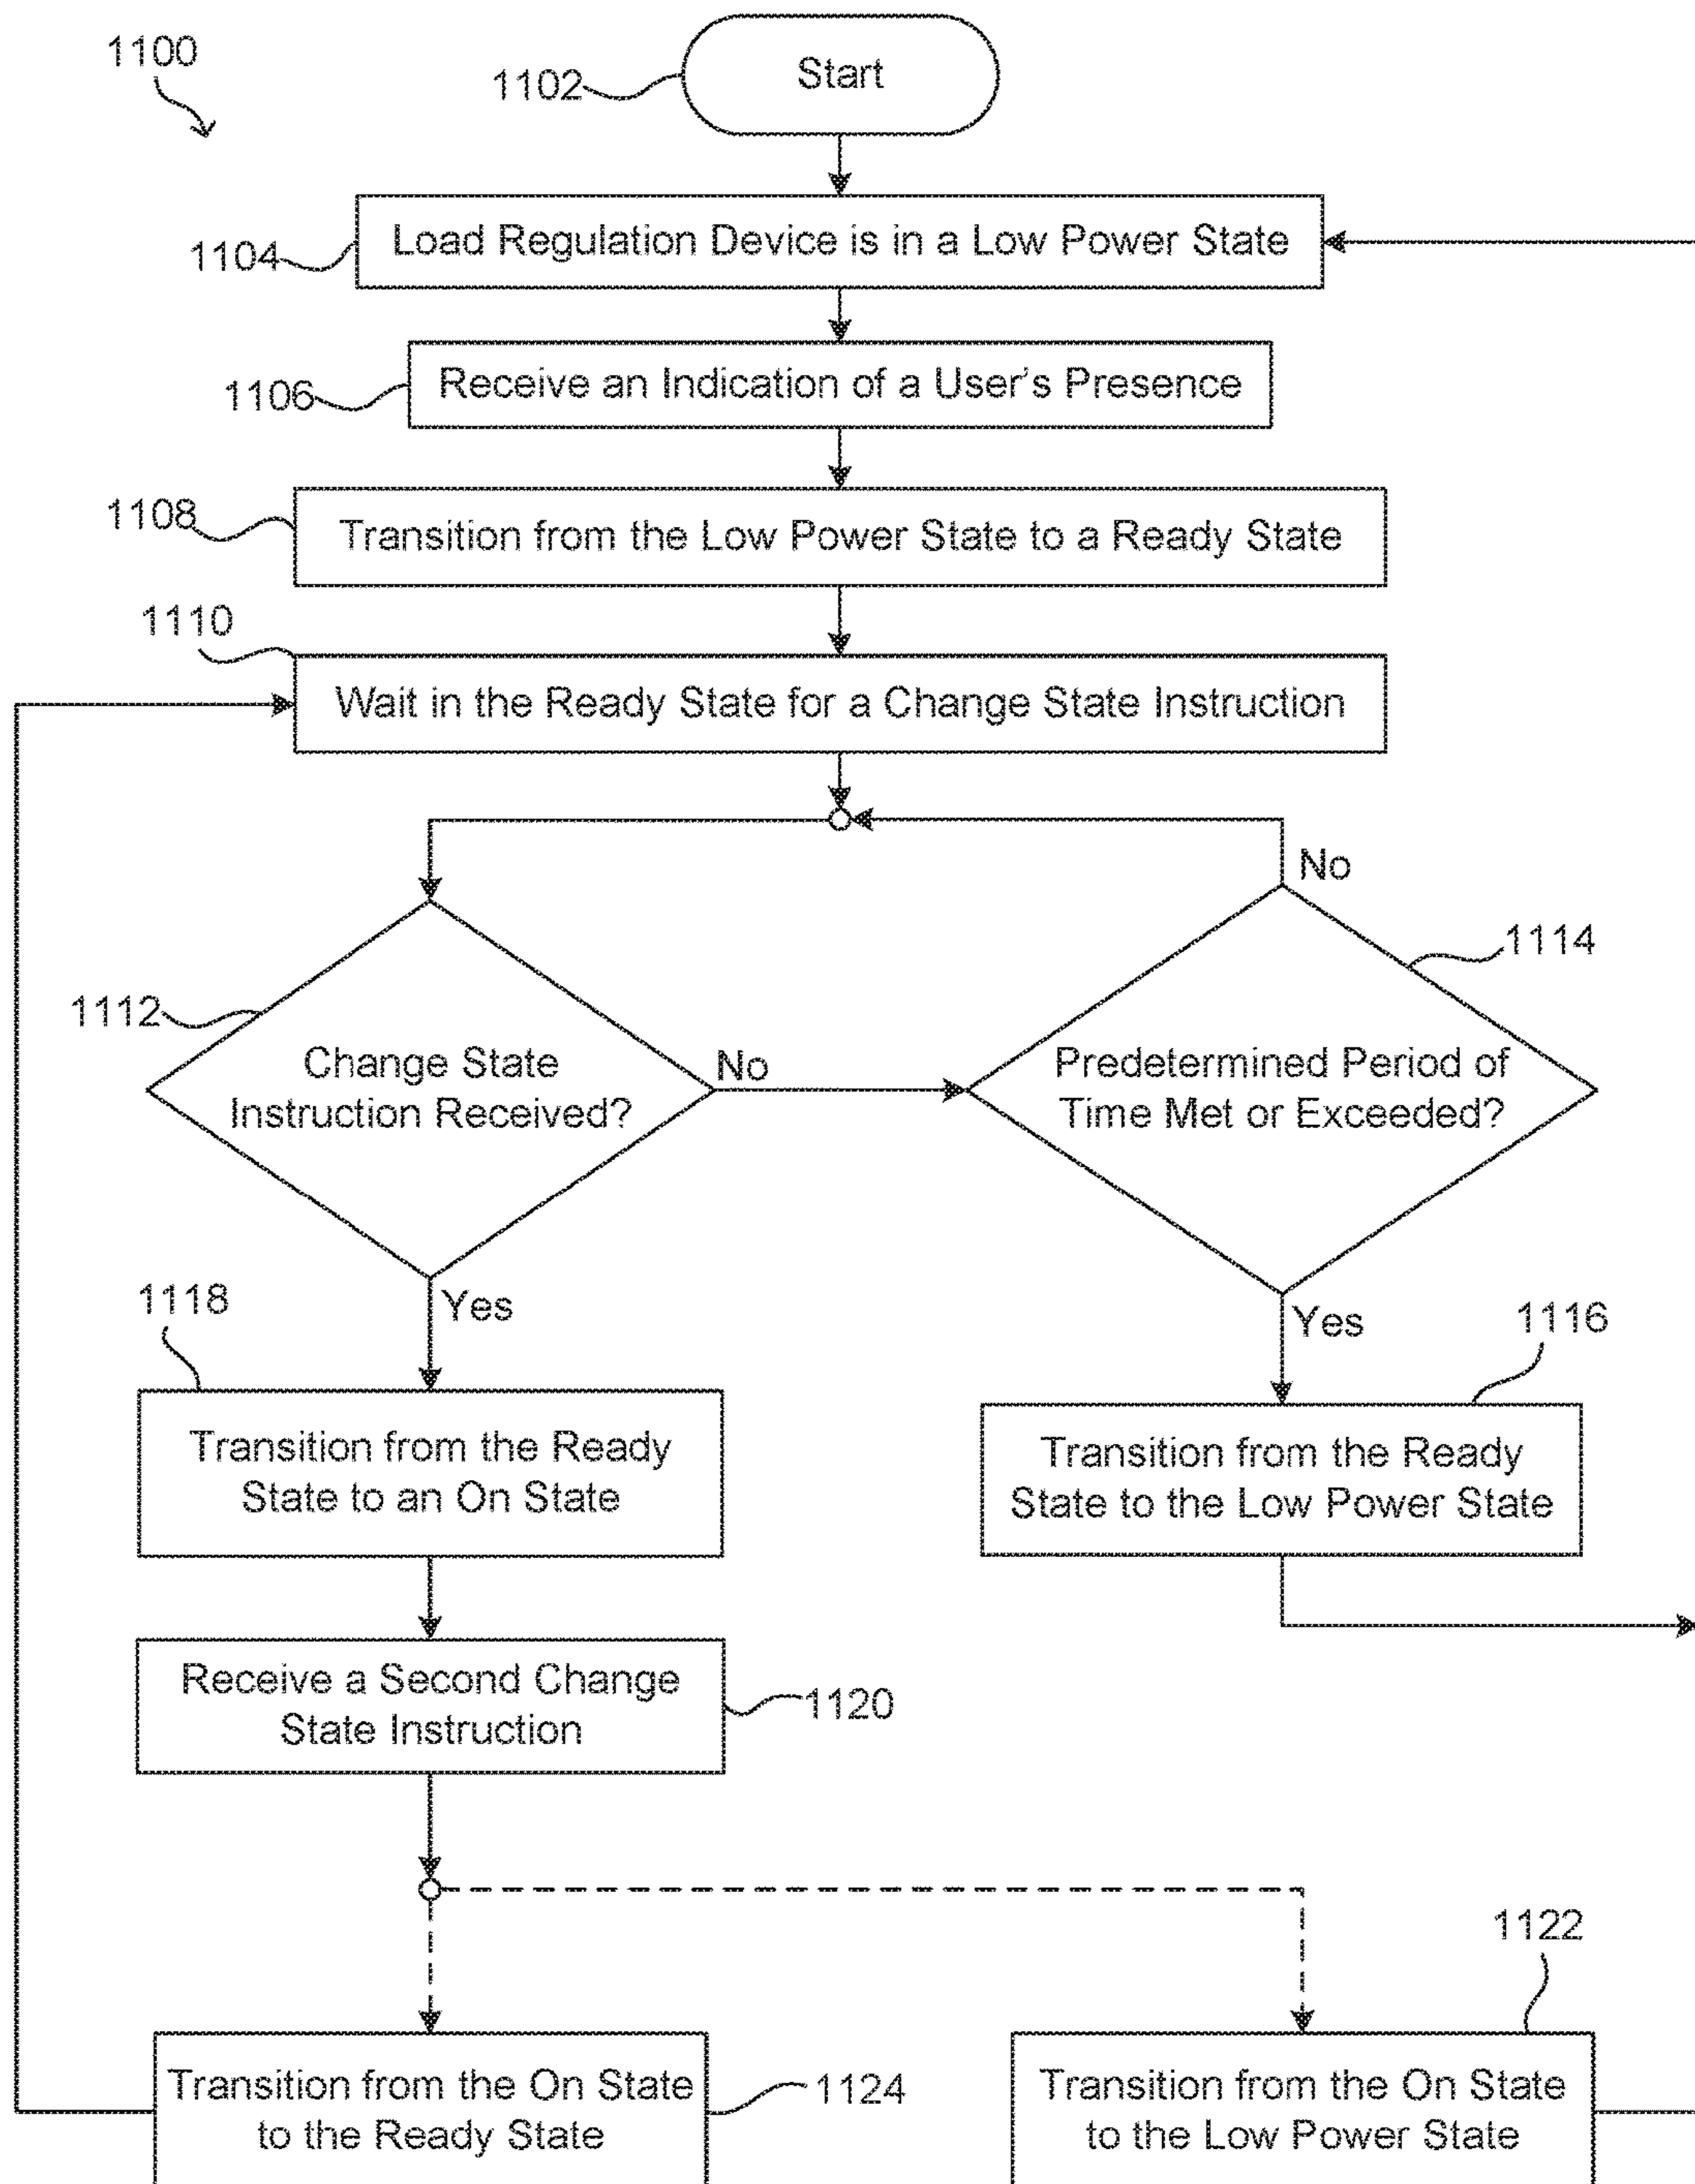 1100
1102
Start
1104
Load Regulation Device is in a Low Power State
1106
Receive an Indication of a User's Presence
1108
Transition from the Low Power State to a Ready State
1110
Wait in the Ready State for a Change State Instruction
No
1114
1112
Change State
Instruction Received?
No
Predetermined Period of
Time Met or Exceeded?
1118
Yes
Yes
1116
Transition from the Ready
State to an On State
Transition from the Ready
State to the Low Power State
Receive a Second Change
State Instruction
1120
1122
Transition from the On State
to the Ready State
1124
Transition from the On State
to the Low Power State